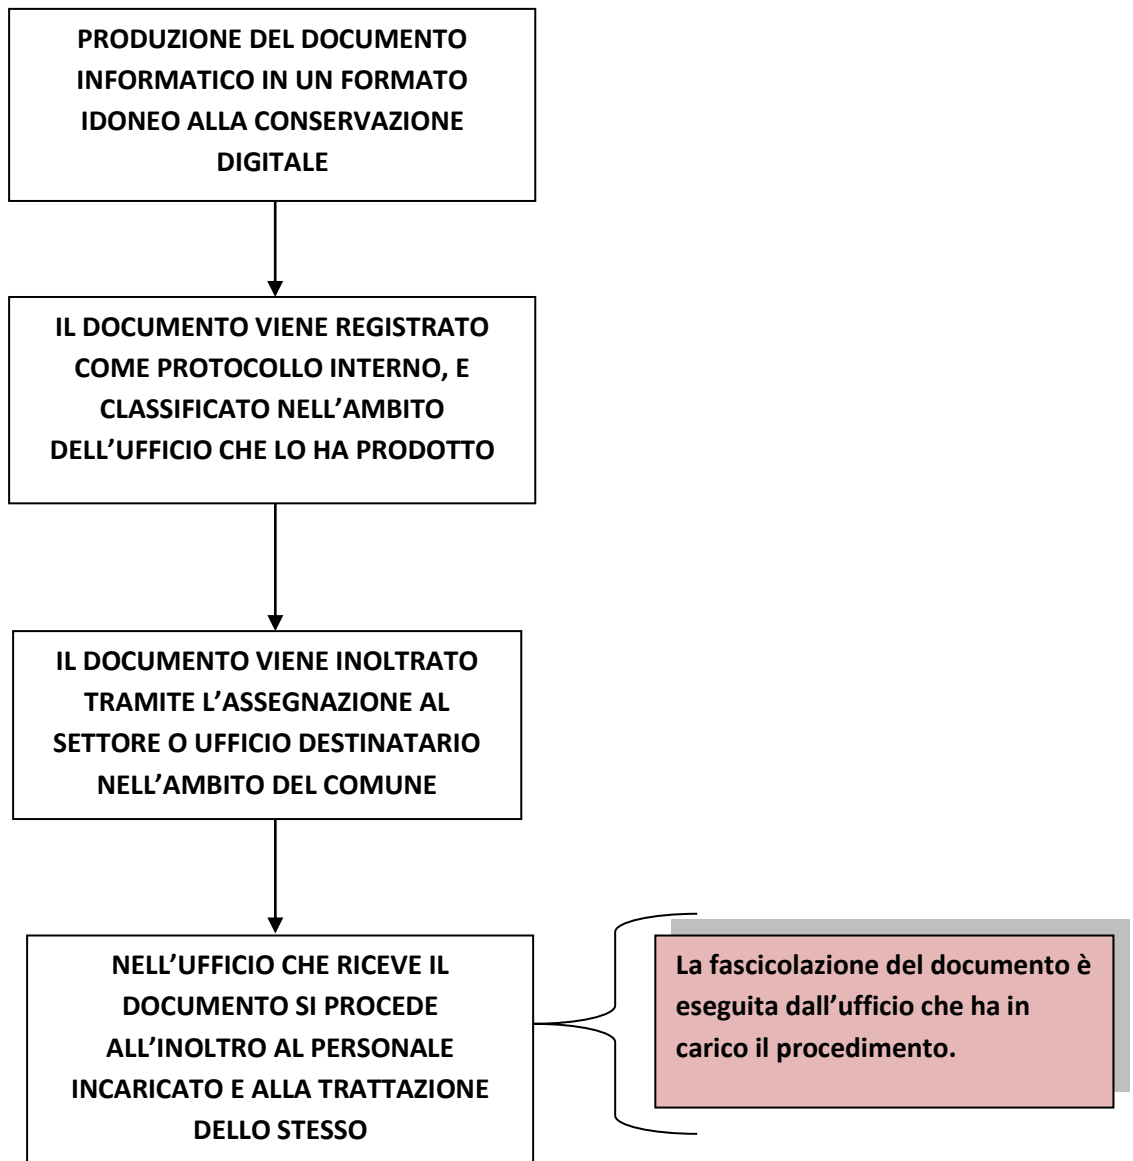 PRODUZIONE DEL DOCUMENTO
INFORMATICO IN UN FORMATO
IDONEO ALLA CONSERVAZIONE
DIGITALE
IL DOCUMENTO VIENE REGISTRATO
COME PROTOCOLLO INTERNO, E
CLASSIFICATO NELL’AMBITO
DELL’UFFICIO CHE LO HA PRODOTTO
IL DOCUMENTO VIENE INOLTRATO
TRAMITE L’ASSEGNAZIONE AL
SETTORE O UFFICIO DESTINATARIO
NELL’AMBITO DEL COMUNE
NELL’UFFICIO CHE RICEVE IL
DOCUMENTO SI PROCEDE
ALL’INOLTRO AL PERSONALE
INCARICATO E ALLA TRATTAZIONE
DELLO STESSO
La fascicolazione del documento è
eseguita dall’ufficio che ha in
carico il procedimento.